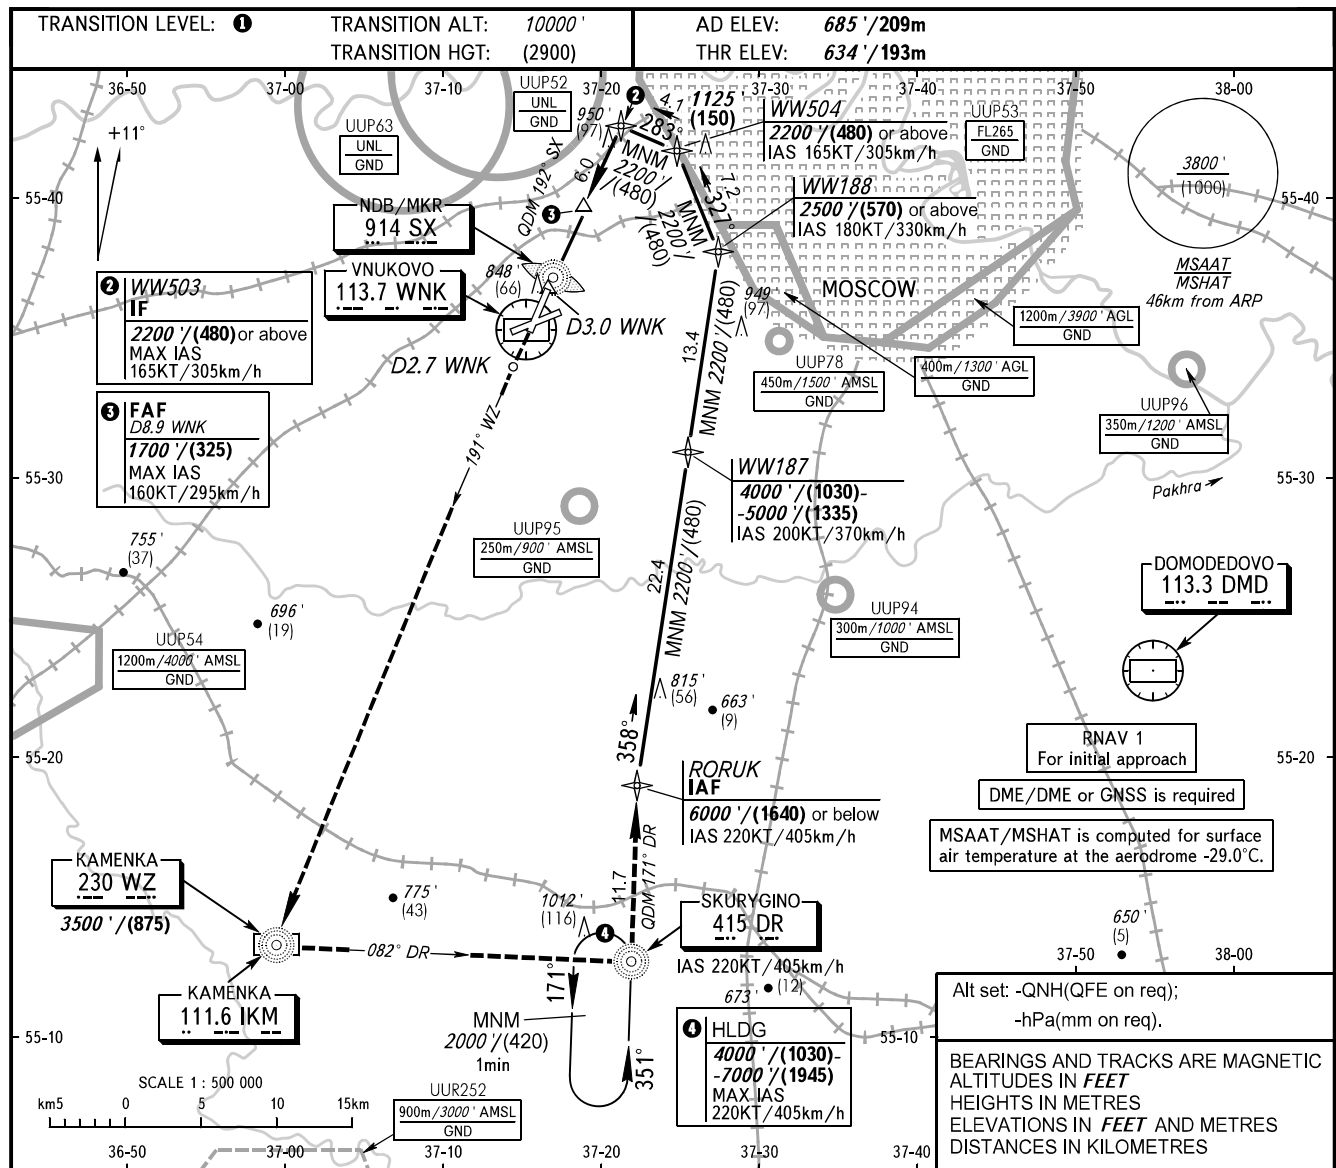 TRANSITION LEVEL: ❶ TRANSITION ALT: 10000 '
TRANSITION HGT: (2900)
AD ELEV: 685 '/209m
THR ELEV: 634 '/193m
36-50 37-00 37-10 37-20 37-30 37-40 37-50 38-00
+11°
UUP63
UNL
GND
UUP52
UNL
GND
950 '
(97)
❷
4.1
283°
1125 '
(150)
MNM
2200 '
/(480)
WW504
2200 '/(480) or above
IAS 165KT/305km/h
UUP53
FL265
GND
3800 '
(1000)
MSAAT
MSHAT
46km from ARP
55-40
55-40
6.0
QDM 192° SX
❸
7.2
327°
MNM
2200 '/
/(480)
WW188
2500 '/(570) or above
IAS 180KT/330km/h
NDB/MKR
914 SX
VNUKOVO
113.7 WNK
848 '
(66)
D3.0 WNK
D2.7 WNK
❷ WW503
IF
2200 '/(480) or above
MAX IAS
165KT/305km/h
❸ FAF
D8.9 WNK
1700 '/(325)
MAX IAS
160KT/295km/h
949 '
(97)
MOSCOW
1200m/3900 ' AGL
GND
400m/1300 ' AGL
GND
UUP78
450m/1500 ' AMSL
GND
UUP96
350m/1200 ' AMSL
GND
13.4
MNM 2200 '/(480)
191° WZ
55-30
55-30
WW187
4000 '/(1030)-
-5000 '/(1335)
IAS 200KT/370km/h
Pakhra
UUP95
250m/900 ' AMSL
GND
755 '
(37)
696 '
(19)
22.4
MNM 2200 '/(480)
DOMODEDOVO
113.3 DMD
UUP94
300m/1000 ' AMSL
GND
UUP54
1200m/4000 ' AMSL
GND
815 '
(56)
663 '
(9)
358°
RNAV 1
For initial approach
DME/DME or GNSS is required
MSAAT/MSHAT is computed for surface
air temperature at the aerodrome -29.0°C.
55-20
55-20
RORUK
IAF
6000 '/(1640) or below
IAS 220KT/405km/h
11.7
QDM 171° DR
KAMENKA
230 WZ
3500 '/(875)
775 '
(43)
1012 '
(116)
❹
SKURYGINO
415 DR
IAS 220KT/405km/h
082° DR
650 '
(5)
37-50 38-00
673 '
(12)
KAMENKA
111.6 IKM
171°
351°
MNM
2000 '/(420)
1min
❹ HLDG
4000 '/(1030)-
-7000 '/(1945)
MAX IAS
220KT/405km/h
55-10
55-10
SCALE 1 : 500 000
km5 0 5 10 15km
UUR252
900m/3000 ' AMSL
GND
Alt set: -QNH(QFE on req);
-hPa(mm on req).
BEARINGS AND TRACKS ARE MAGNETIC
ALTITUDES IN FEET
HEIGHTS IN METRES
ELEVATIONS IN FEET AND METRES
DISTANCES IN KILOMETRES
36-50 37-00 37-10 37-20 37-30 37-40